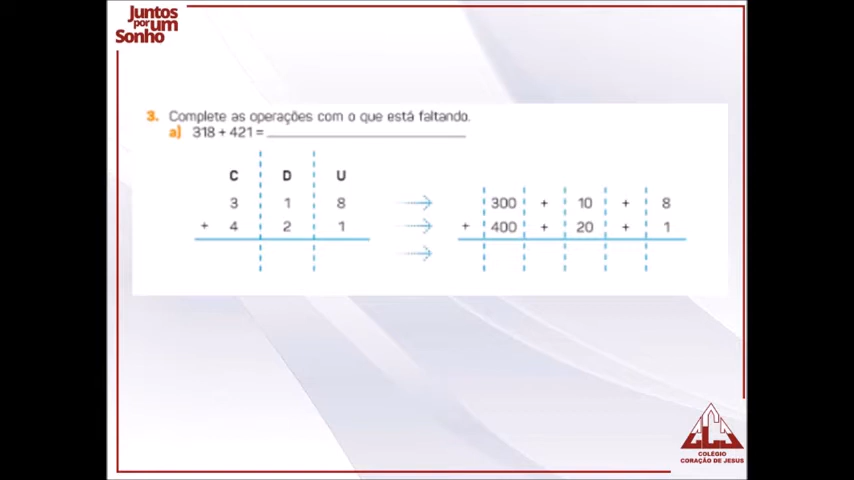 Juntos
por um
Sonho
3. Complete as operações com o que está faltando.
a) 318 + 421 = ____________________
C D U
3 1 8 300 + 10 + 8
+ 4 2 1 + 400 + 20 + 1
COLÉGIO
CORAÇÃO DE JESUS